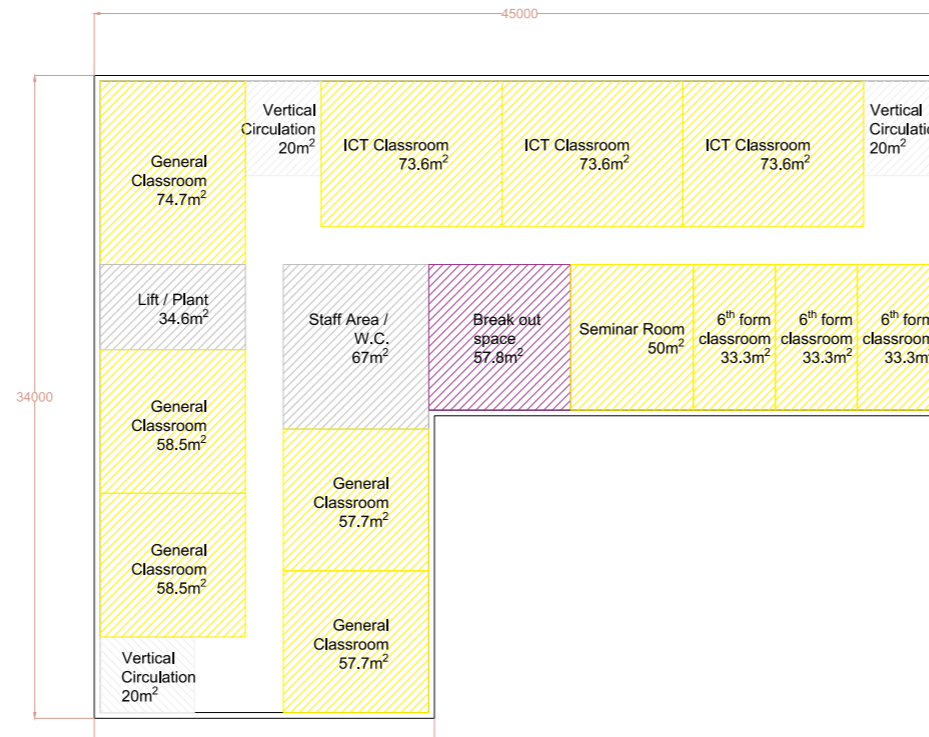 45000
34000
Vertical
Circulation
20m²
General
Classroom
74.7m²
ICT Classroom
73.6m²
ICT Classroom
73.6m²
ICT Classroom
73.6m²
Vertical
Circulatio
20m²
Lift / Plant
34.6m²
Staff Area /
W.C.
67m²
Break out
space
57.8m²
Seminar Room
50m²
6th form
classroom
33.3m²
6th form
classroom
33.3m²
6th form
classroom
33.3m²
General
Classroom
58.5m²
General
Classroom
57.7m²
General
Classroom
58.5m²
General
Classroom
57.7m²
Vertical
Circulation
20m²